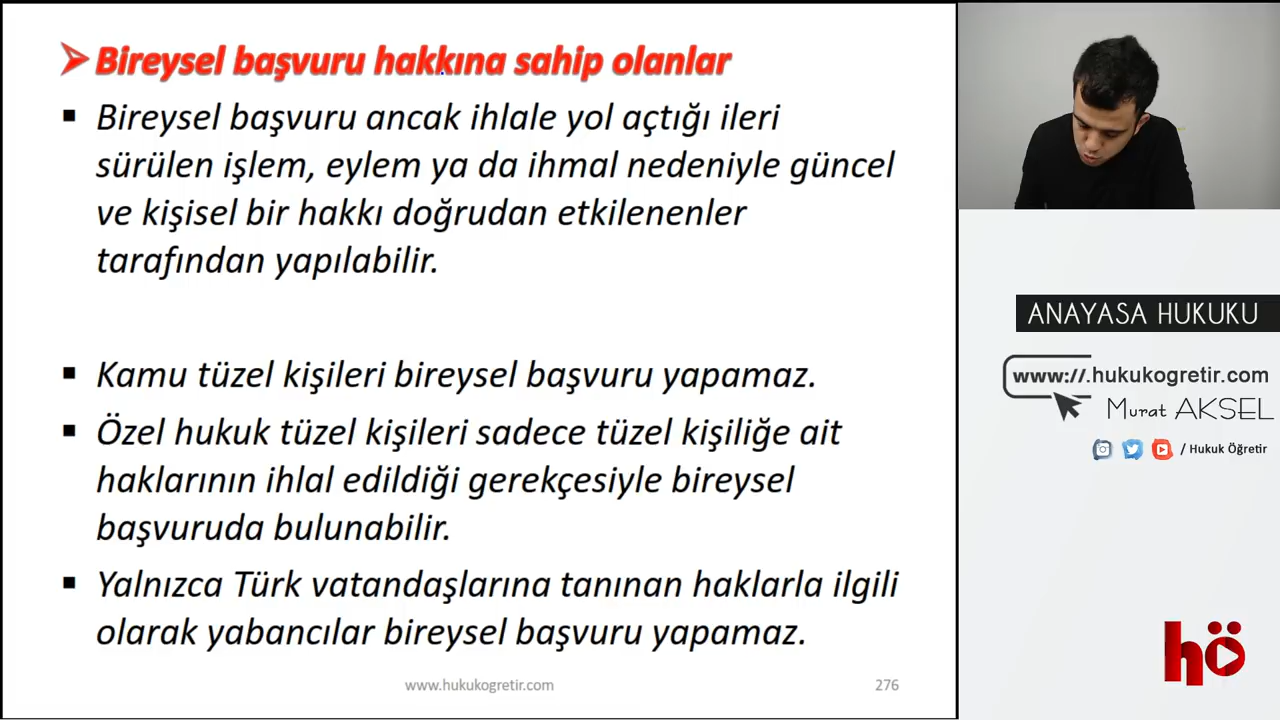 Bireysel başvuru hakkına sahip olanlar
Bireysel başvuru ancak ihlale yol açtığı ileri
sürülen işlem, eylem ya da ihmal nedeniyle güncel
ve kişisel bir hakkı doğrudan etkilenenler
tarafından yapılabilir.
Kamu tüzel kişileri bireysel başvuru yapamaz.
Özel hukuk tüzel kişileri sadece tüzel kişiliğe ait
haklarının ihlal edildiği gerekçesiyle bireysel
başvuruda bulunabilir.
Yalnızca Türk vatandaşlarına tanınan haklarla ilgili
olarak yabancılar bireysel başvuru yapamaz.
www.hukukogretir.com
276
ANAYASA HUKUKU
www://.hukukogretir.com
Murat AKSEL
/ Hukuk Öğretir
hö